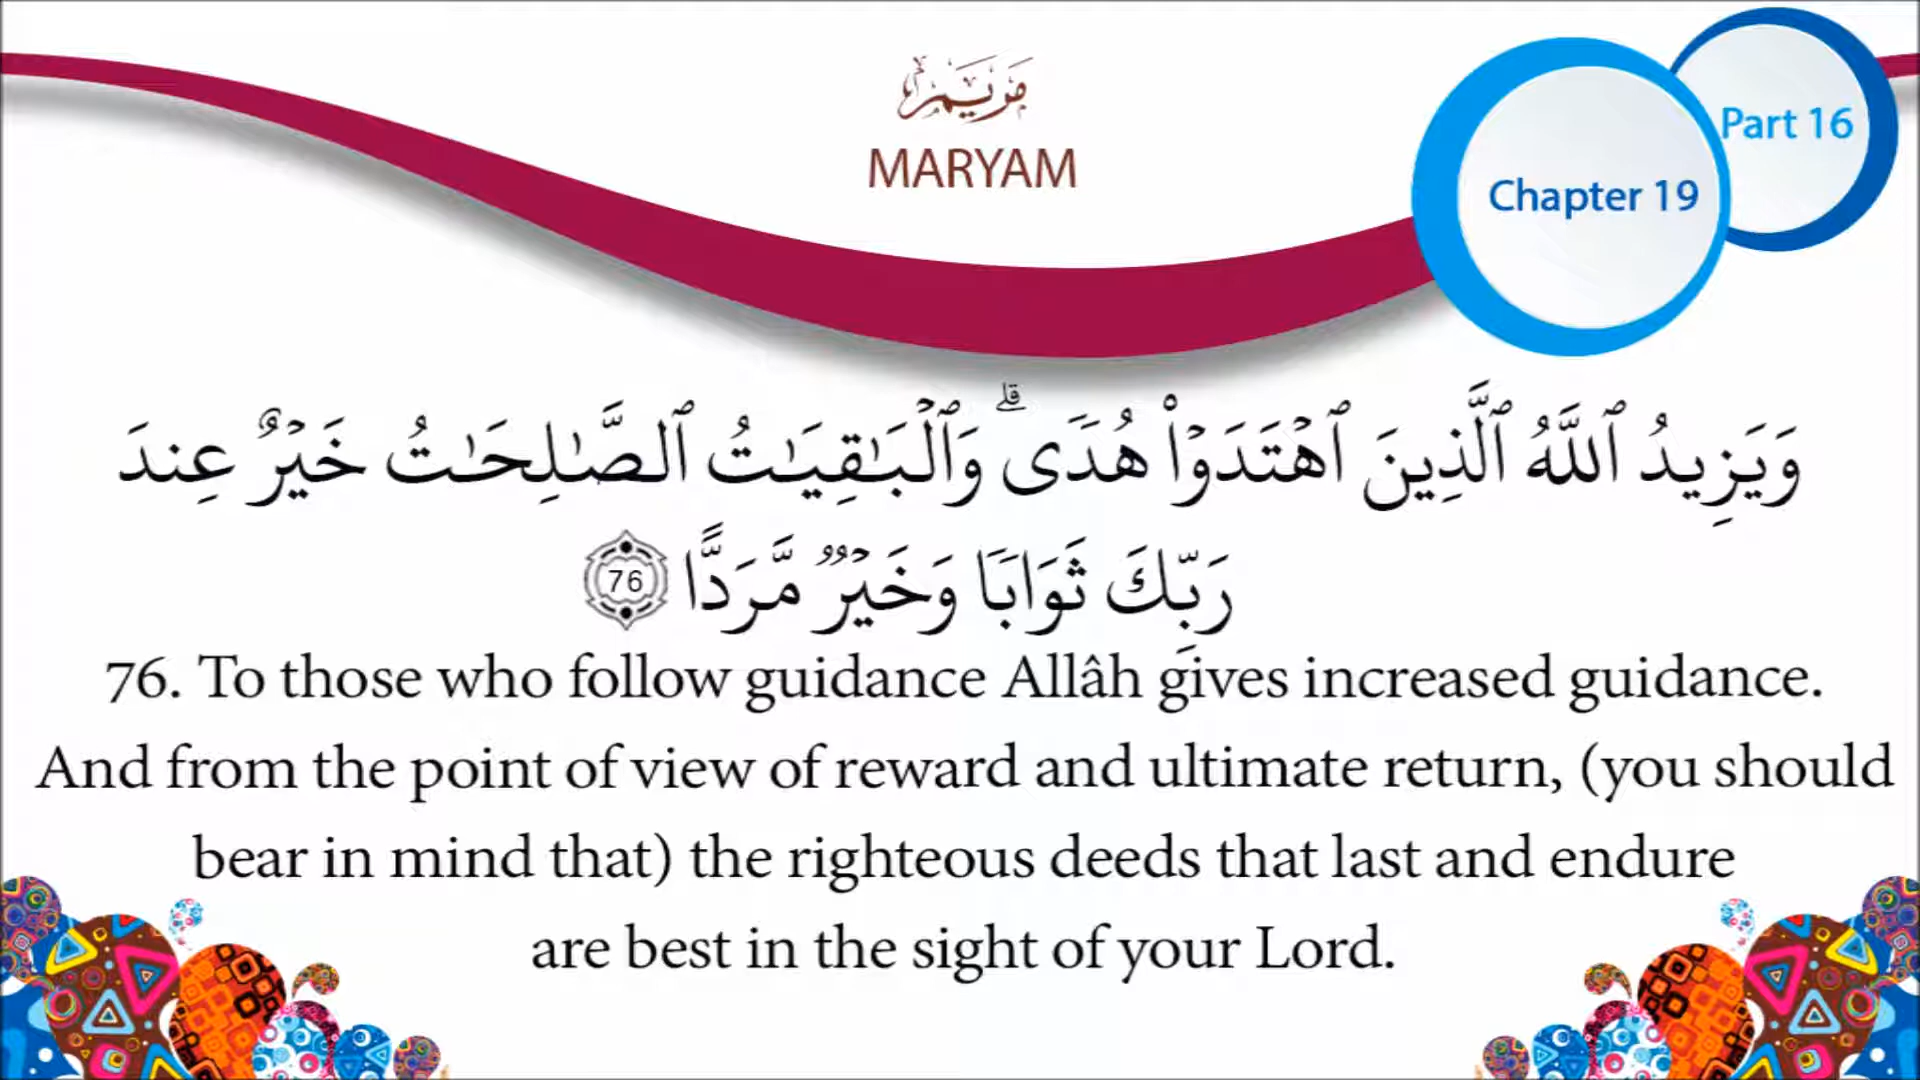 مَرْيَم
MARYAM
Part 16
Chapter 19
وَيَزِيدُ ٱللَّهُ ٱلَّذِينَ ٱهْتَدَوْا۟ هُدًى ۗ وَٱلْبَـٰقِيَـٰتُ ٱلصَّـٰلِحَـٰتُ خَيْرٌ عِندَ
رَبِّكَ ثَوَابًا وَخَيْرٌ مَّرَدًّا 76
76. To those who follow guidance Allâh gives increased guidance.
And from the point of view of reward and ultimate return, (you should
bear in mind that) the righteous deeds that last and endure
are best in the sight of your Lord.